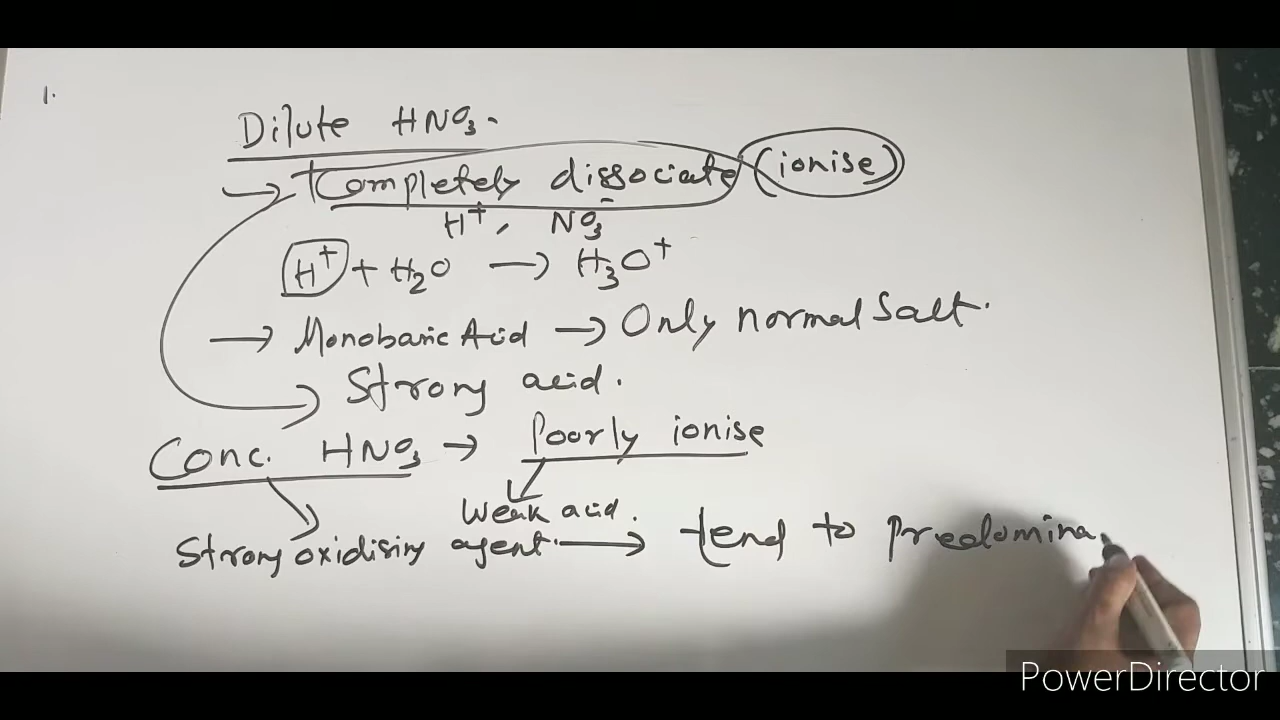 1.
Dilute HNO₃.
→ Completely dissociate (ionise)
H⁺, NO₃⁻
H⁺ + H₂O → H₃O⁺
→ Monobasic Acid → Only normal Salt.
Strong acid.
Conc. HNO₃ → Poorly ionise
Weak acid.
Strong oxidising agent. → tend to predomina
PowerDirector